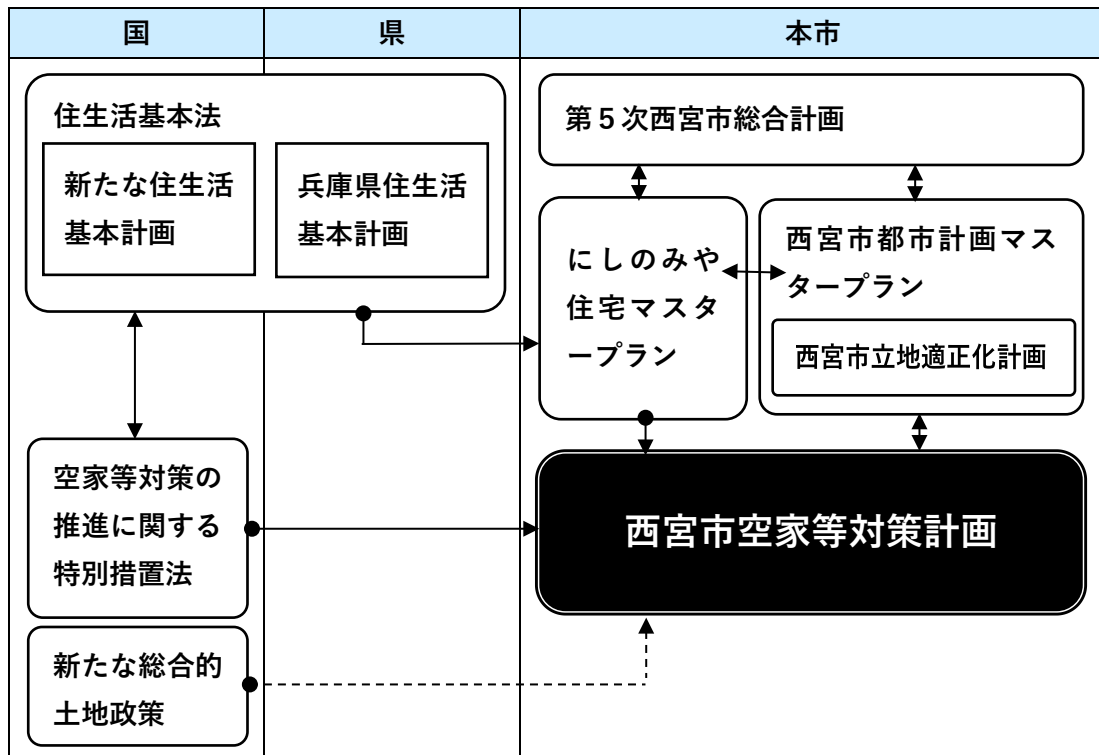 国
県
本市
住生活基本法
新たな住生活
基本計画
兵庫県住生活
基本計画
第５次西宮市総合計画
にしのみや
住宅マスタ
ープラン
西宮市都市計画マス
タープラン
西宮市立地適正化計画
空家等対策の
推進に関する
特別措置法
西宮市空家等対策計画
新たな総合的
土地政策